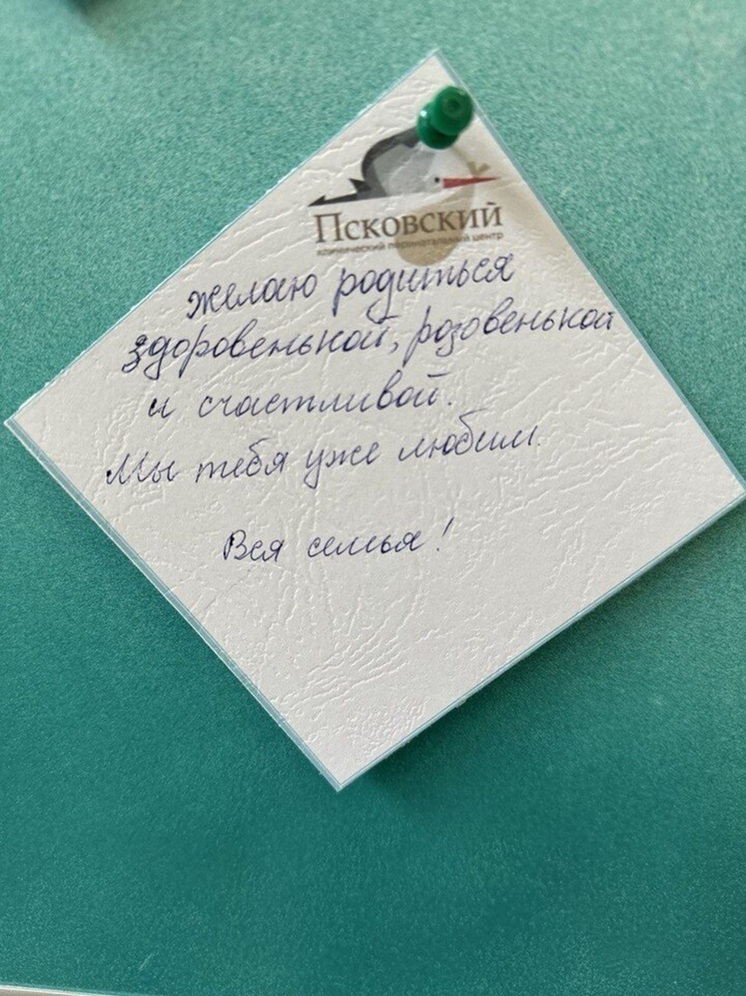 Псковский
клинический перинатальный центр
желаю родиться
здоровенькой, розовенькой
и счастливой.
Мы тебя уже любим.
Вся семья!